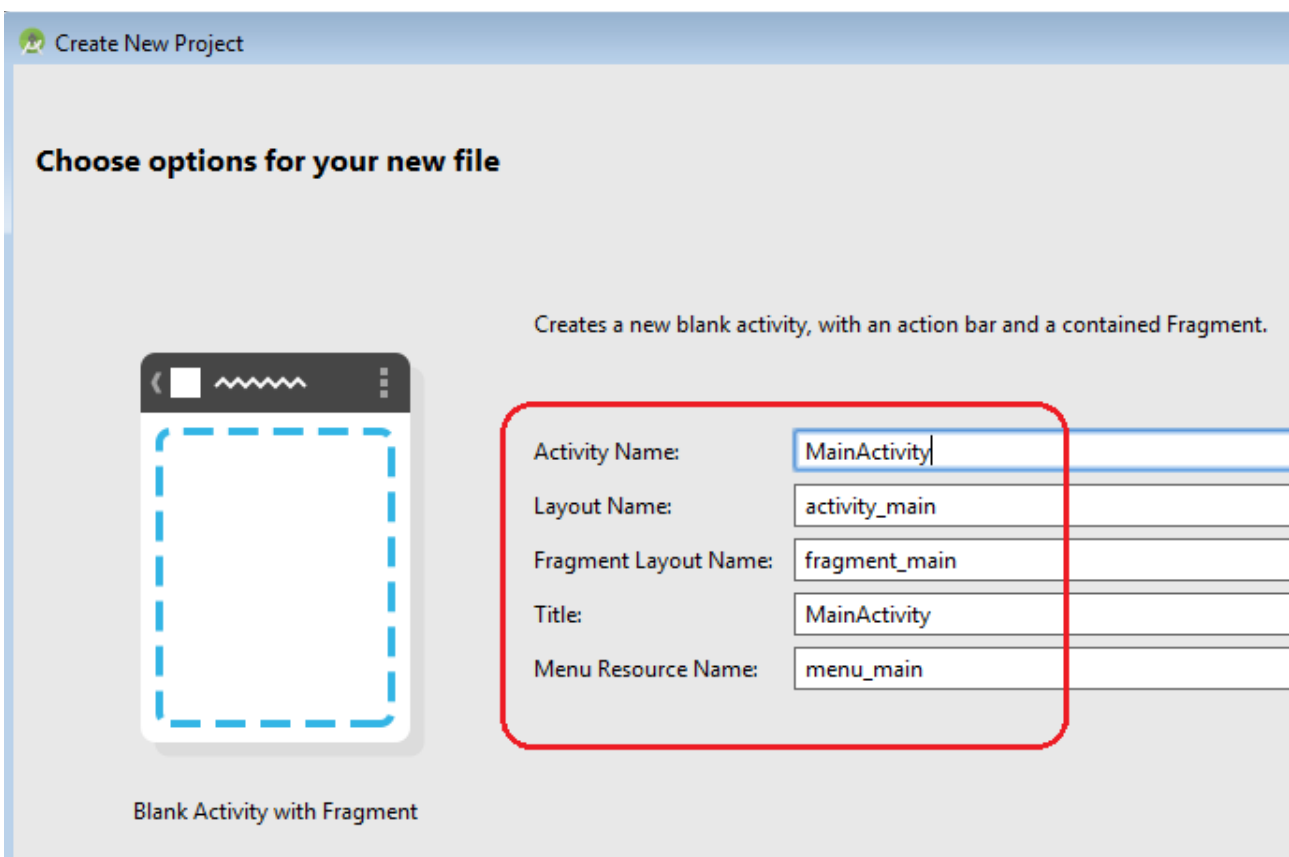 Create New Project
Choose options for your new file
Creates a new blank activity, with an action bar and a contained Fragment.
Activity Name: MainActivity
Layout Name: activity_main
Fragment Layout Name: fragment_main
Title: MainActivity
Menu Resource Name: menu_main
Blank Activity with Fragment